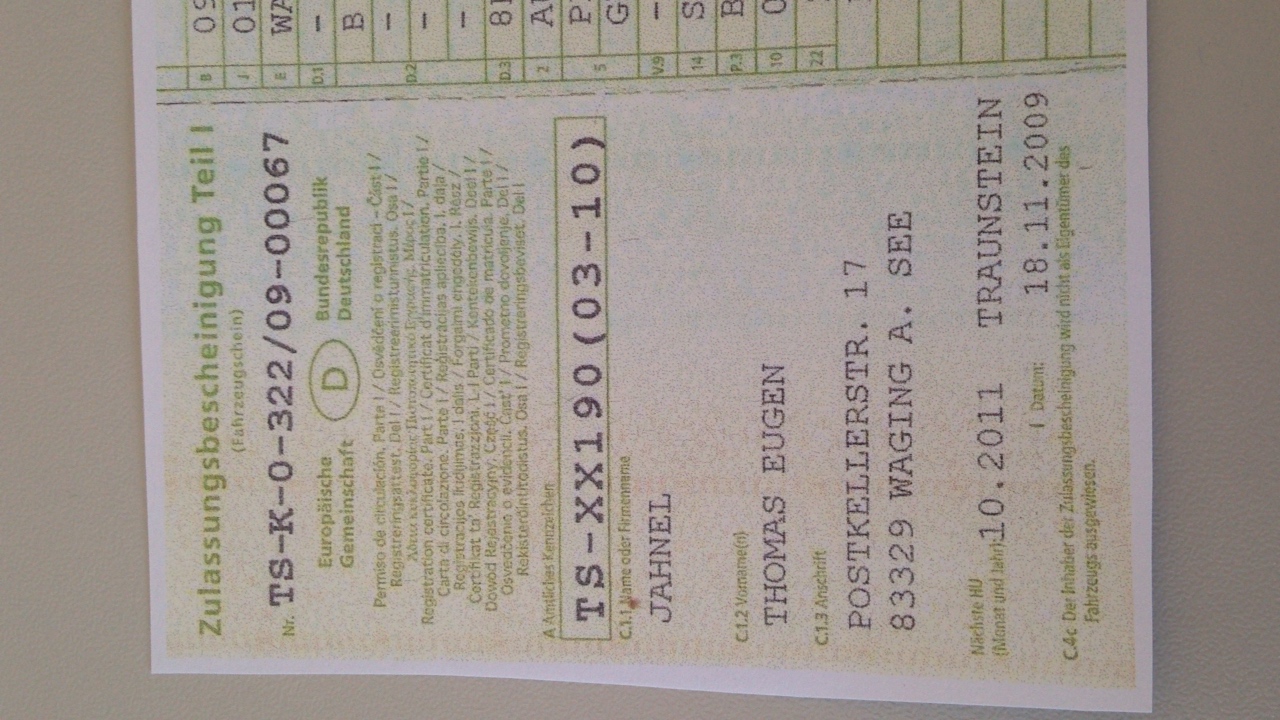 Zulassungsbescheinigung Teil I
(Fahrzeugschein)
Nr. TS-K-0-322/09-00067
Europäische Gemeinschaft
D
Bundesrepublik Deutschland
Permiso de circulación. Parte I / Osvědčení o registraci – Část I /
Registreringsattest. Del I / Registreerimistunnistus. Osa I /
Άδεια κυκλοφορίας/Πιστοποιητικό Εγγραφής. Μέρος I /
Registration certificate. Part I / Certificat d'immatriculation. Partie I /
Carta di circolazione. Parte I / Reģistrācijas apliecība. I. daļa /
Registracijos liudijimas. I dalis / Forgalmi engedély. I. Rész /
Ċertifikat ta' Reġistrazzjoni. L-I Parti / Kentekenbewijs. Deel I /
Dowód Rejestracyjny. Część I / Certificado de matrícula. Parte I /
Osvedčenie o evidencii. Časť I / Prometno dovoljenje. Del I /
Rekisteröintitodistus. Osa I / Registreringsbeviset. Del I
A Amtliches Kennzeichen
TS-XX190(03-10)
C.1.1 Name oder Firmenname
JAHNEL
C.1.2 Vorname(n)
THOMAS EUGEN
C.1.3 Anschrift
POSTKELLERSTR. 17
83329 WAGING A. SEE
Nächste HU
(Monat und Jahr): 10.2011 TRAUNSTEIN
Datum: 18.11.2009
C.4c Der Inhaber der Zulassungsbescheinigung wird nicht als Eigentümer des
Fahrzeugs ausgewiesen.
B 09
J 01
E WA
D.1 –
B
–
D.2 –
–
D.3 8
2 A
5 P
G
V.9 –
14 S
P.3 B
10 0
22